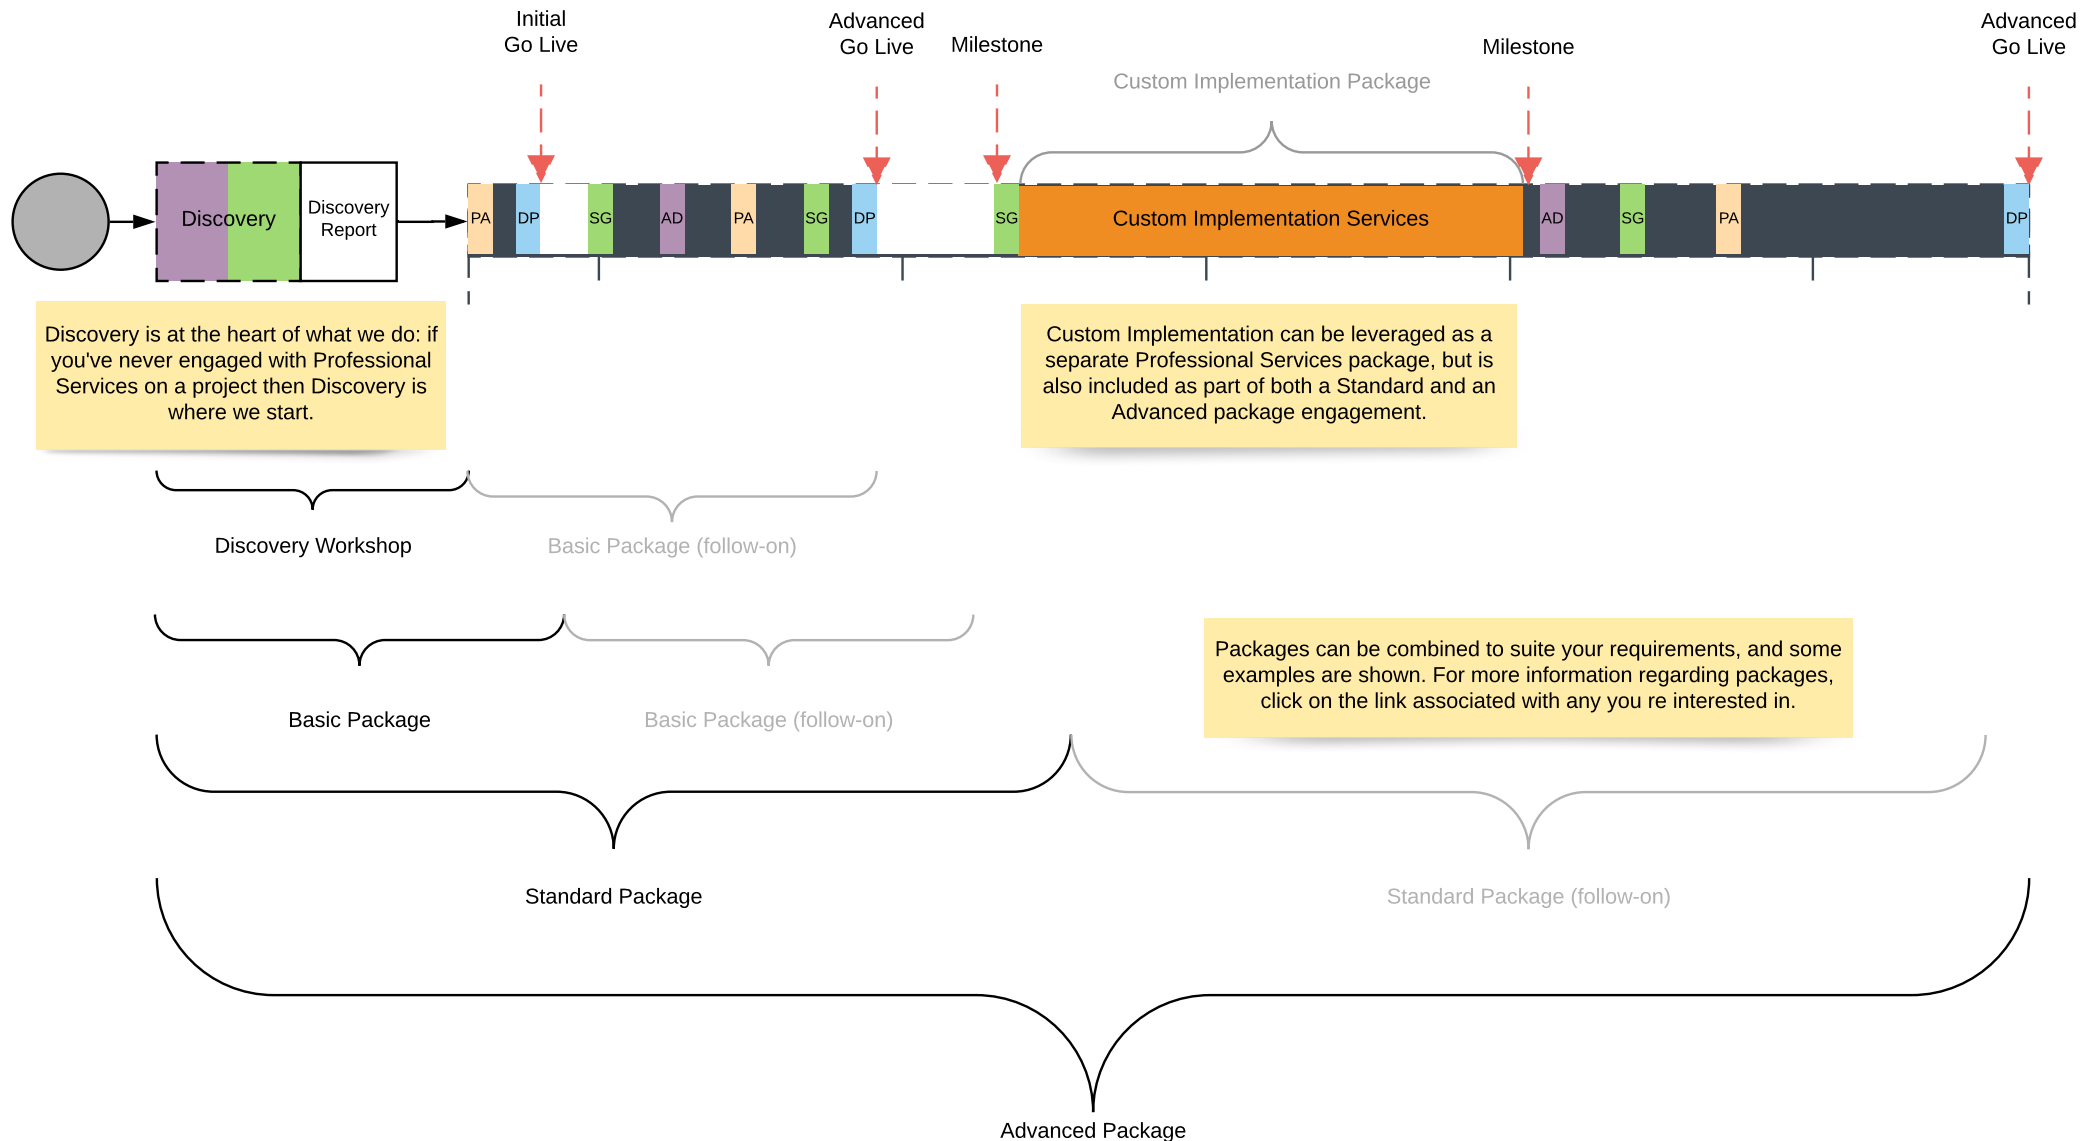 Initial
Go Live
Advanced
Go Live
Milestone
Custom Implementation Package
Milestone
Advanced
Go Live
Discovery
Discovery
Report
PA
DP
SG
AD
PA
SG
DP
SG
Custom Implementation Services
AD
SG
PA
DP
Discovery is at the heart of what we do: if
you've never engaged with Professional
Services on a project then Discovery is
where we start.
Custom Implementation can be leveraged as a
separate Professional Services package, but is
also included as part of both a Standard and an
Advanced package engagement.
Discovery Workshop
Basic Package (follow-on)
Packages can be combined to suite your requirements, and some
examples are shown. For more information regarding packages,
click on the link associated with any you re interested in.
Basic Package
Basic Package (follow-on)
Standard Package
Standard Package (follow-on)
Advanced Package